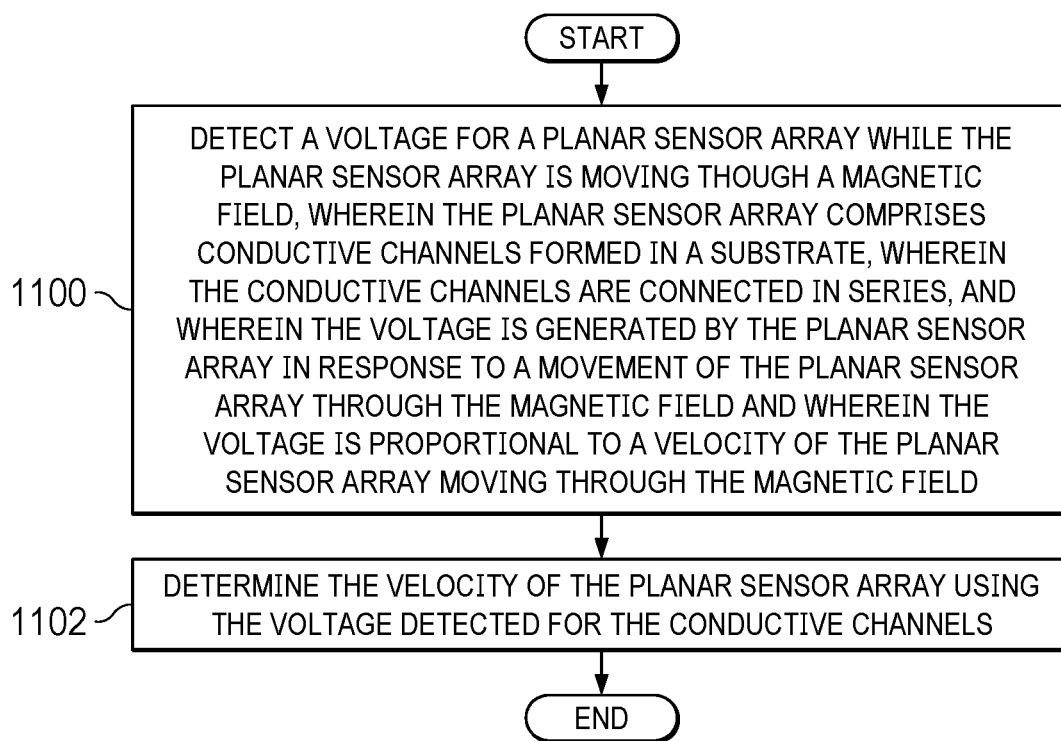 START
DETECT A VOLTAGE FOR A PLANAR SENSOR ARRAY WHILE THE
PLANAR SENSOR ARRAY IS MOVING THOUGH A MAGNETIC
FIELD, WHEREIN THE PLANAR SENSOR ARRAY COMPRISES
CONDUCTIVE CHANNELS FORMED IN A SUBSTRATE, WHEREIN
THE CONDUCTIVE CHANNELS ARE CONNECTED IN SERIES, AND
WHEREIN THE VOLTAGE IS GENERATED BY THE PLANAR SENSOR
ARRAY IN RESPONSE TO A MOVEMENT OF THE PLANAR SENSOR
ARRAY THROUGH THE MAGNETIC FIELD AND WHEREIN THE
VOLTAGE IS PROPORTIONAL TO A VELOCITY OF THE PLANAR
SENSOR ARRAY MOVING THROUGH THE MAGNETIC FIELD
1100
DETERMINE THE VELOCITY OF THE PLANAR SENSOR ARRAY USING
THE VOLTAGE DETECTED FOR THE CONDUCTIVE CHANNELS
1102
END